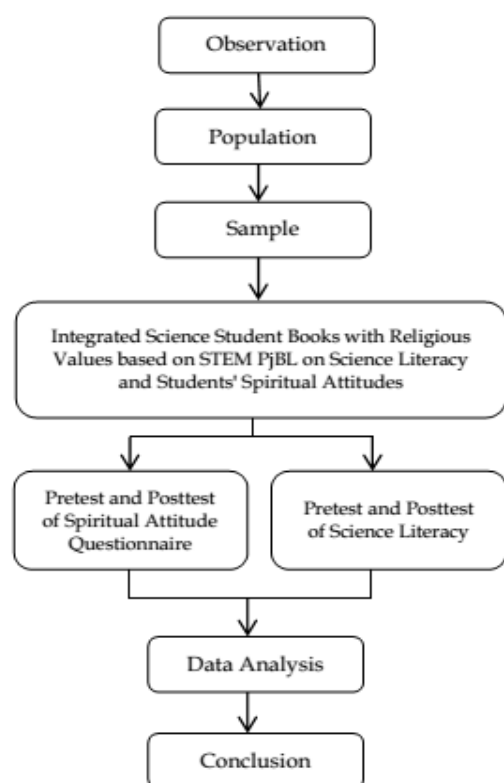 Observation
Population
Sample
Integrated Science Student Books with Religious
Values based on STEM PjBL on Science Literacy
and Students' Spiritual Attitudes
Pretest and Posttest
of Spiritual Attitude
Questionnaire
Pretest and Posttest
of Science Literacy
Data Analysis
Conclusion